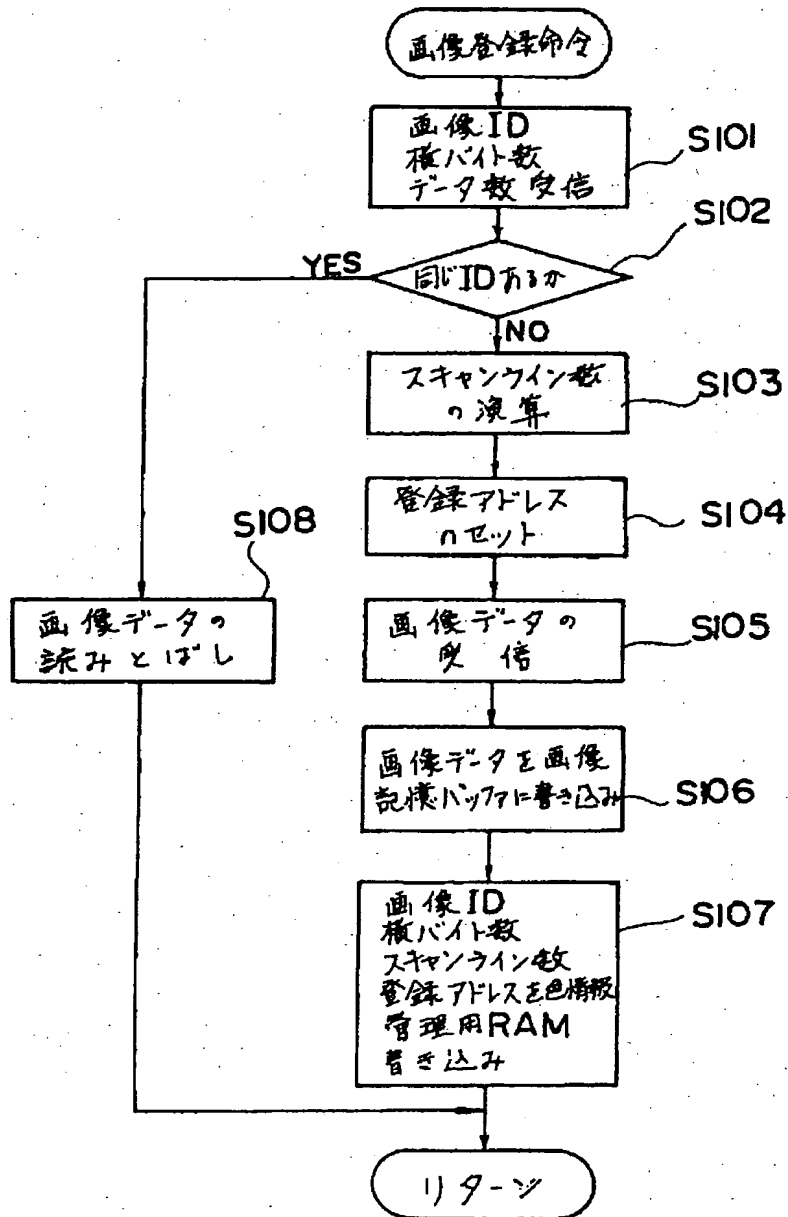 画像登録命令
画像ID
横バイト数
データ数受信
S101
S102
同じIDあるか
YES
NO
スキャンライン数
の演算
S103
登録アドレス
のセット
S104
S108
画像データの
読みとばし
画像データの
受信
S105
画像データを画像
記憶バッファに書き込み
S106
画像ID
横バイト数
スキャンライン数
登録アドレスを色情報
管理用RAM
書き込み
S107
リターン